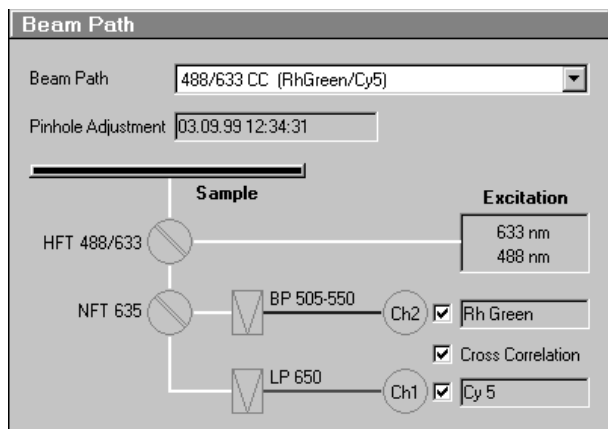 Beam Path
Beam Path 488/633 CC (RhGreen/Cy5)
Pinhole Adjustment 03.09.99 12:34:31
Sample
Excitation
HFT 488/633
633 nm
488 nm
NFT 635
BP 505-550
Ch2
Rh Green
Cross Correlation
LP 650
Ch1
Cy 5